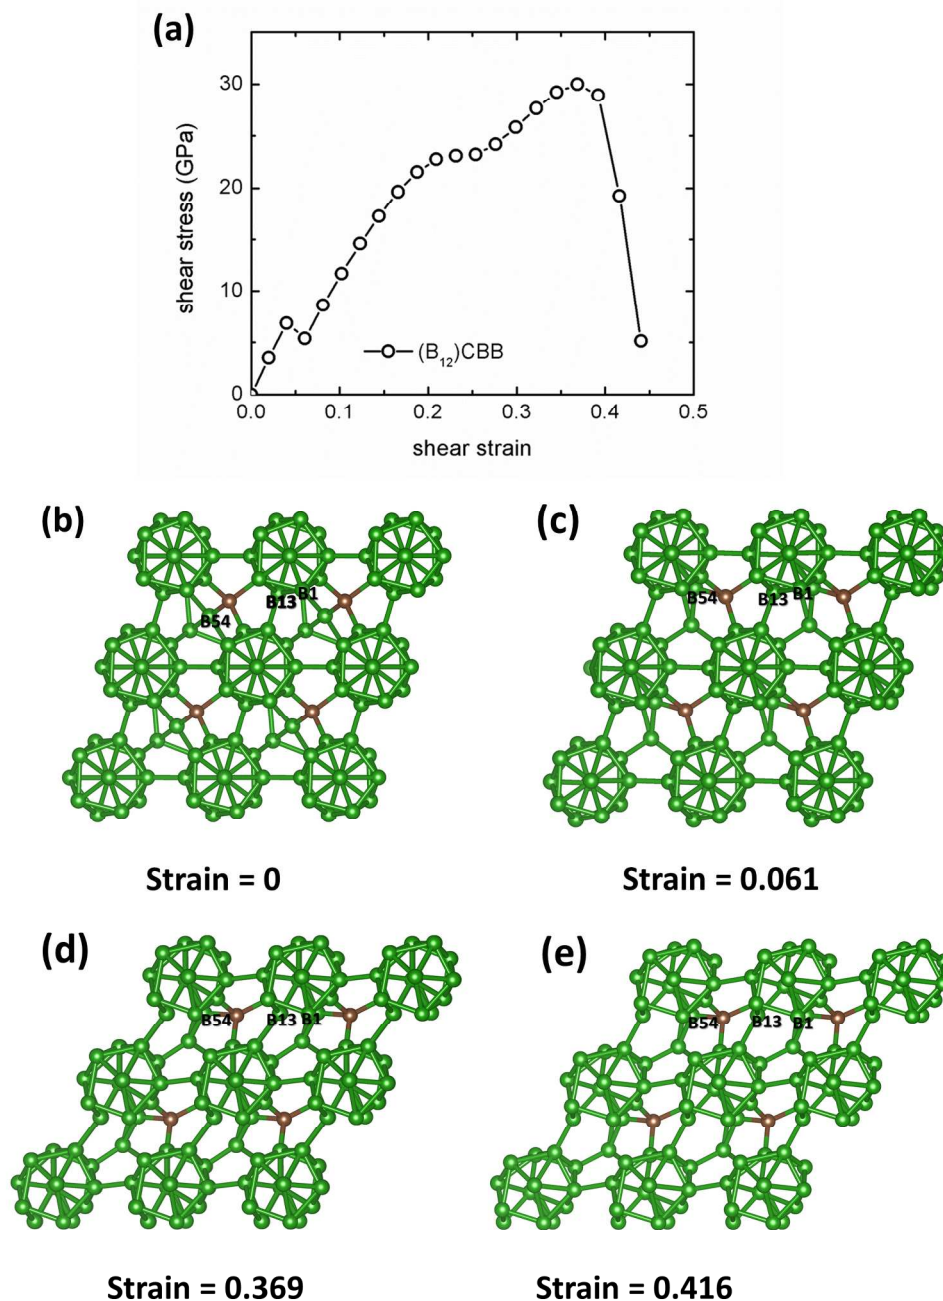 (a)
shear stress (GPa)
30
20
10
0
(B₁₂)CBB
0.0 0.1 0.2 0.3 0.4 0.5
shear strain
(b)
B13 B1
B54
Strain = 0
(c)
B54 B13 B1
Strain = 0.061
(d)
B54 B13 B1
Strain = 0.369
(e)
B54 B13 B1
Strain = 0.416